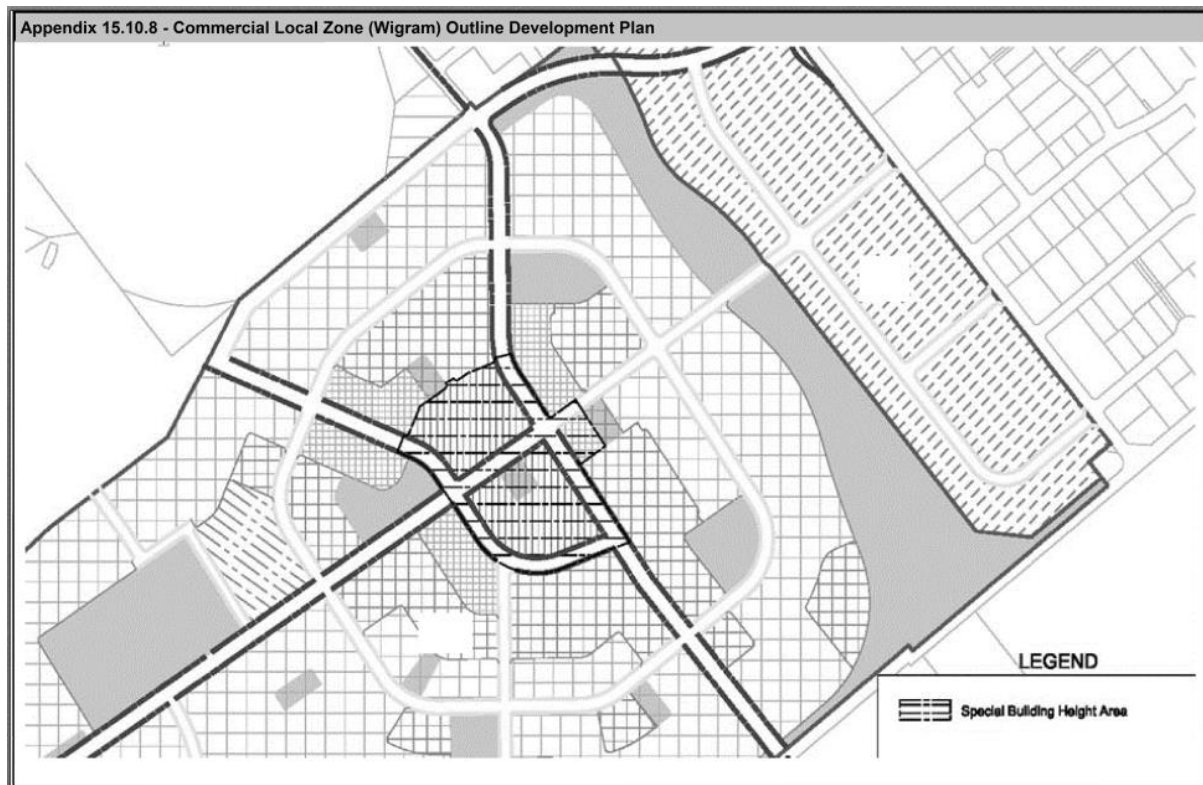 Appendix 15.10.8 - Commercial Local Zone (Wigram) Outline Development Plan
LEGEND
Special Building Height Area